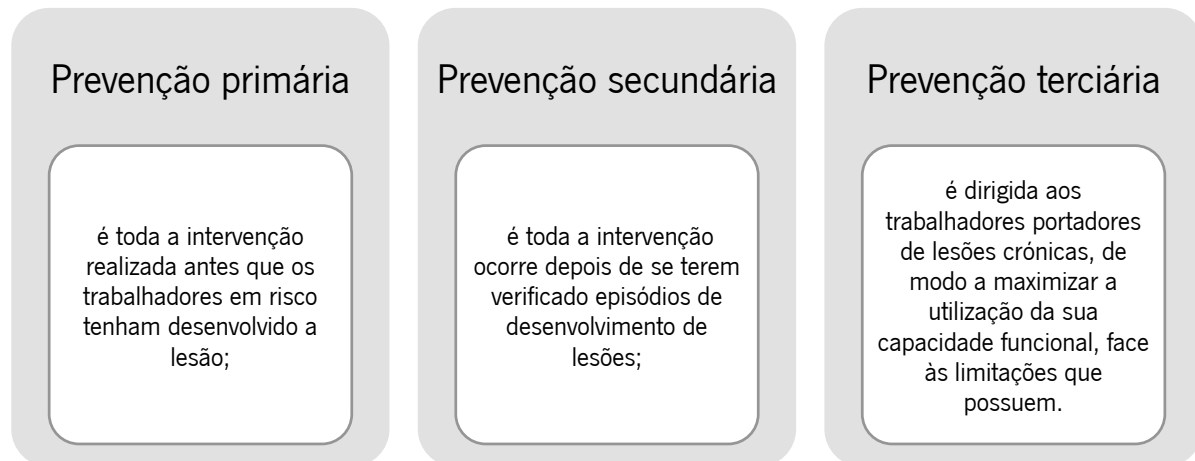 Prevenção primária
é toda a intervenção
realizada antes que os
trabalhadores em risco
tenham desenvolvido a
lesão;
Prevenção secundária
é toda a intervenção
ocorre depois de se terem
verificado episódios de
desenvolvimento de
lesões;
Prevenção terciária
é dirigida aos
trabalhadores portadores
de lesões crónicas, de
modo a maximizar a
utilização da sua
capacidade funcional, face
às limitações que
possuem.